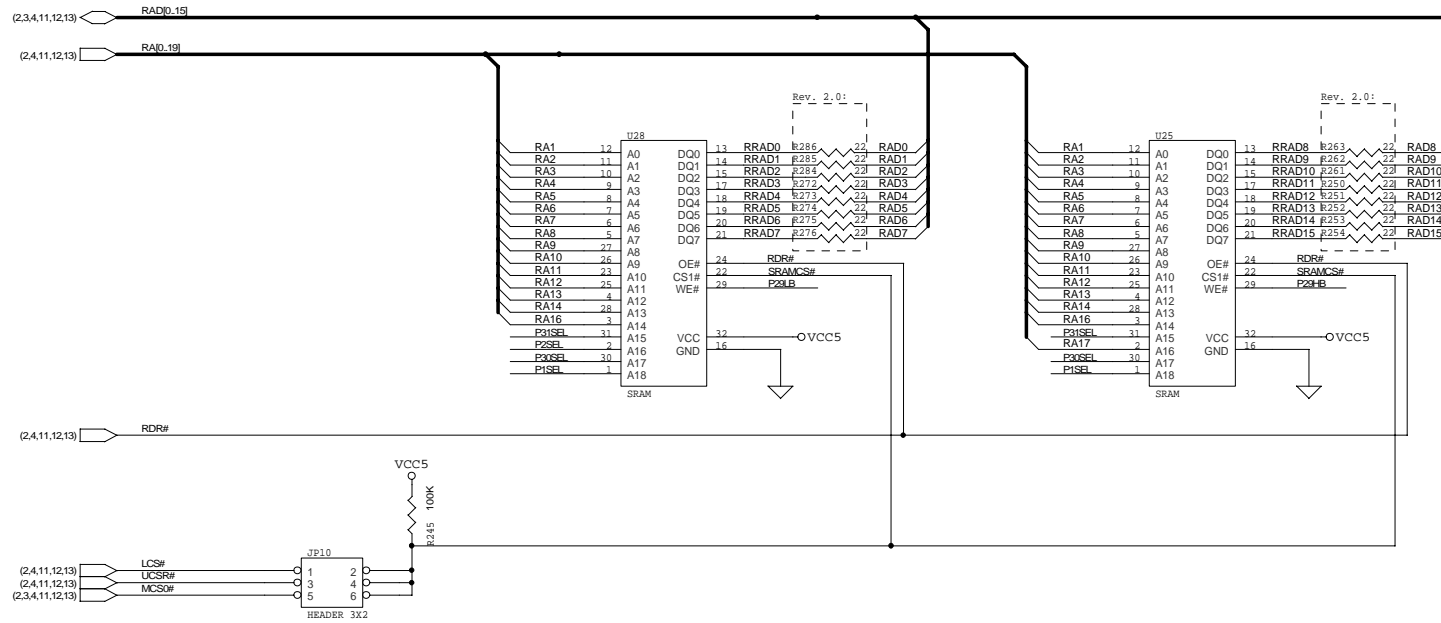 (2,3,4,11,12,13) RAD[0..15]
(2,4,11,12,13) RA[0..19]
Rev. 2.0: Rev. 2.0:
U28 U25
RA1 12 A0 DQ0 13 RRAD0 R286 22 RAD0 RA1 12 A0 DQ0 13 RRAD8 R263 22 RAD8
RA2 11 A1 DQ1 14 RRAD1 R285 22 RAD1 RA2 11 A1 DQ1 14 RRAD9 R262 22 RAD9
RA3 10 A2 DQ2 15 RRAD2 R284 22 RAD2 RA3 10 A2 DQ2 15 RRAD10 R261 22 RAD10
RA4 9 A3 DQ3 17 RRAD3 R272 22 RAD3 RA4 9 A3 DQ3 17 RRAD11 R250 22 RAD11
RA5 8 A4 DQ4 18 RRAD4 R273 22 RAD4 RA5 8 A4 DQ4 18 RRAD12 R251 22 RAD12
RA6 7 A5 DQ5 19 RRAD5 R274 22 RAD5 RA6 7 A5 DQ5 19 RRAD13 R252 22 RAD13
RA7 6 A6 DQ6 20 RRAD6 R275 22 RAD6 RA7 6 A6 DQ6 20 RRAD14 R253 22 RAD14
RA8 5 A7 DQ7 21 RRAD7 R276 22 RAD7 RA8 5 A7 DQ7 21 RRAD15 R254 22 RAD15
RA9 27 A8 RA9 27 A8
RA10 26 A9 OE# 24 RDR# RA10 26 A9 OE# 24 RDR#
RA11 23 A10 CS1# 22 SRAMCS# RA11 23 A10 CS1# 22 SRAMCS#
RA12 25 A11 WE# 29 P29LB RA12 25 A11 WE# 29 P29HB
RA13 4 A12 RA13 4 A12
RA14 28 A13 RA14 28 A13
RA16 3 A14 RA16 3 A14
P31SEL 31 A15 VCC 32 VCC5 P31SEL 31 A15 VCC 32 VCC5
P2SEL 2 A16 GND 16 RA17 2 A16 GND 16
P30SEL 30 A17 P30SEL 30 A17
P1SEL 1 A18 P1SEL 1 A18
SRAM SRAM
(2,4,11,12,13) RDR#
VCC5
100K
R245
JP10
(2,4,11,12,13) LCS# 1 2
(2,4,11,12,13) UCSR# 3 4
(2,3,4,11,12,13) MCS0# 5 6
HEADER 3X2